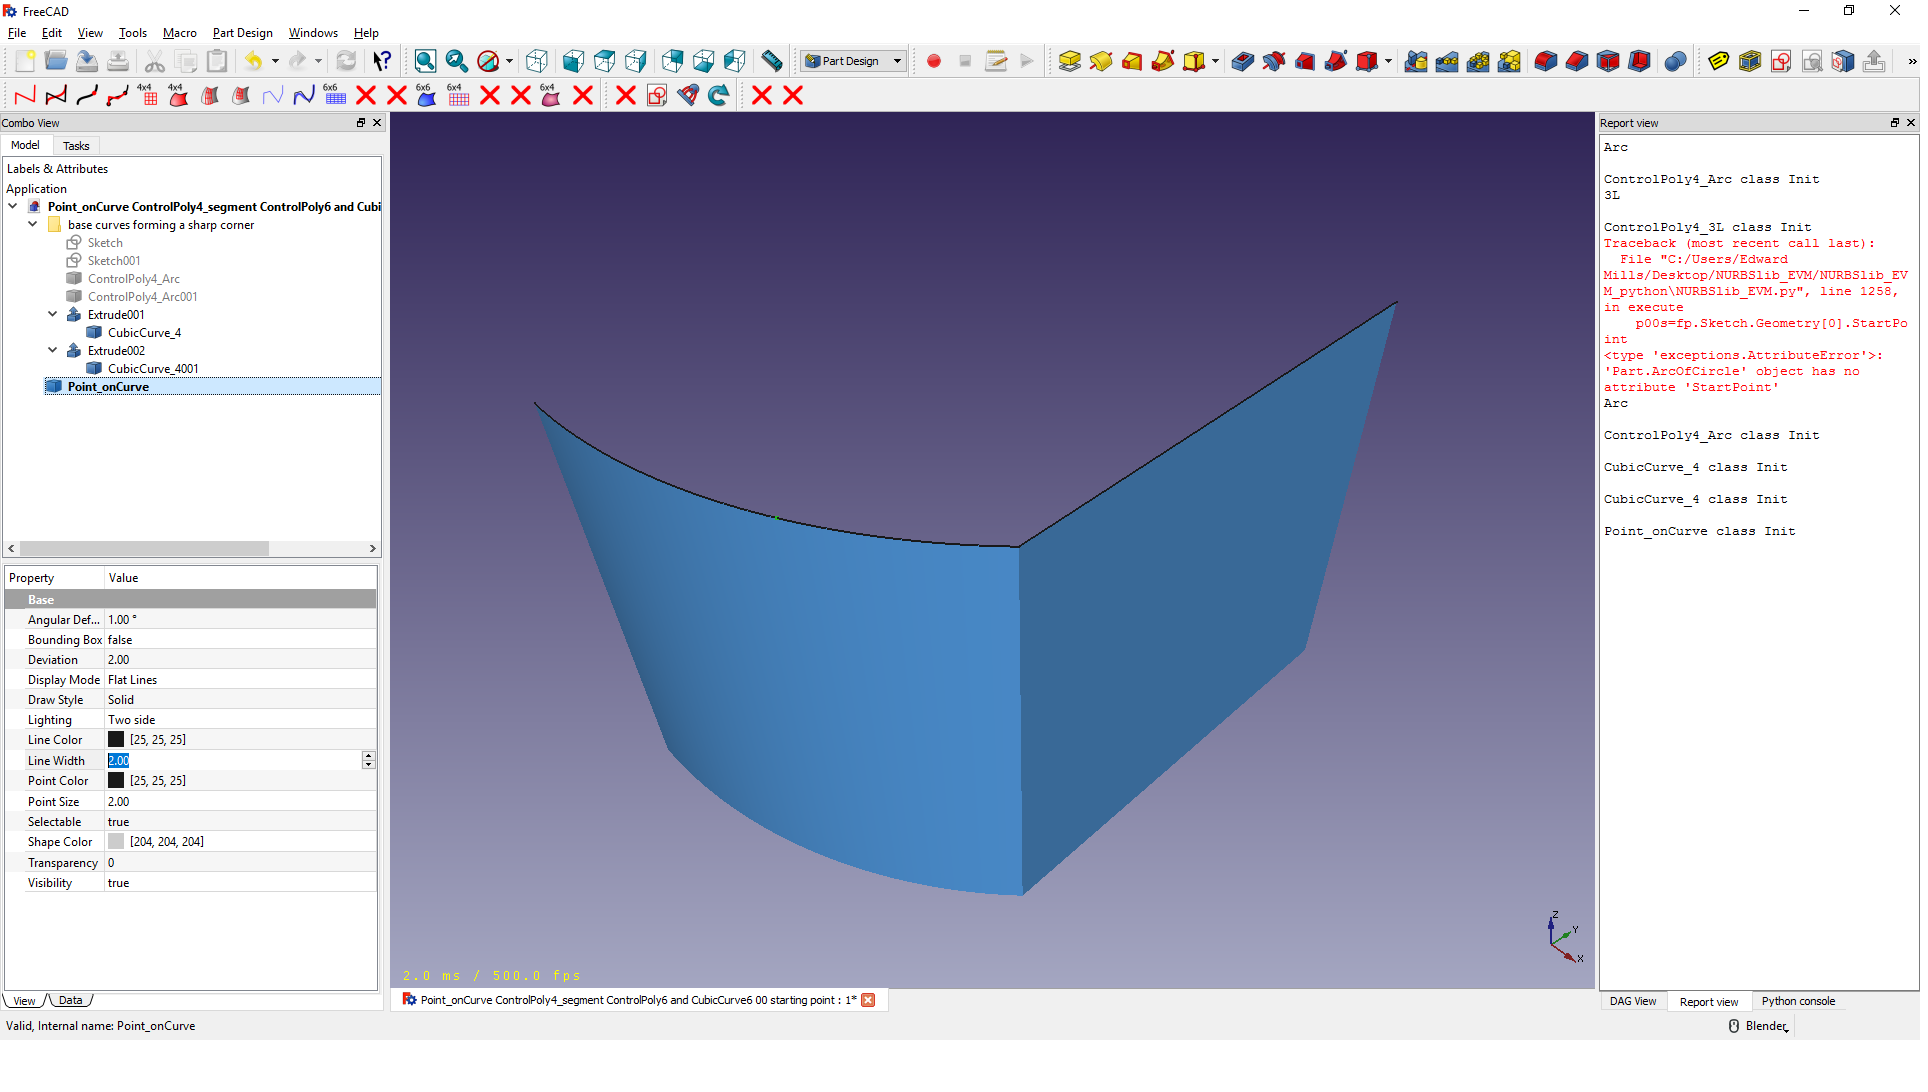 FreeCAD
File Edit View Tools Macro Part Design Windows Help
Part Design
»
4x4 4x4 6x6 6x6 6x4 6x4
Combo View
Model Tasks
Labels & Attributes
Application
Point_onCurve ControlPoly4_segment ControlPoly6 and Cubi
base curves forming a sharp corner
Sketch
Sketch001
ControlPoly4_Arc
ControlPoly4_Arc001
Extrude001
CubicCurve_4
Extrude002
CubicCurve_4001
Point_onCurve
Property Value
Base
Angular Def... 1.00 °
Bounding Box false
Deviation 2.00
Display Mode Flat Lines
Draw Style Solid
Lighting Two side
Line Color [25, 25, 25]
Line Width 2.00
Point Color [25, 25, 25]
Point Size 2.00
Selectable true
Shape Color [204, 204, 204]
Transparency 0
Visibility true
View Data
Valid, Internal name: Point_onCurve
2.0 ms / 500.0 fps
Z
Y
X
Point_onCurve ControlPoly4_segment ControlPoly6 and CubicCurve6 00 starting point : 1*
Report view
Arc
ControlPoly4_Arc class Init
3L
ControlPoly4_3L class Init
Traceback (most recent call last):
File "C:/Users/Edward
Mills/Desktop/NURBSlib_EVM/NURBSlib_EV
M_python\NURBSlib_EVM.py", line 1258,
in execute
p00s=fp.Sketch.Geometry[0].StartPo
int
<type 'exceptions.AttributeError'>:
'Part.ArcOfCircle' object has no
attribute 'StartPoint'
Arc
ControlPoly4_Arc class Init
CubicCurve_4 class Init
CubicCurve_4 class Init
Point_onCurve class Init
DAG View Report view Python console
Blender